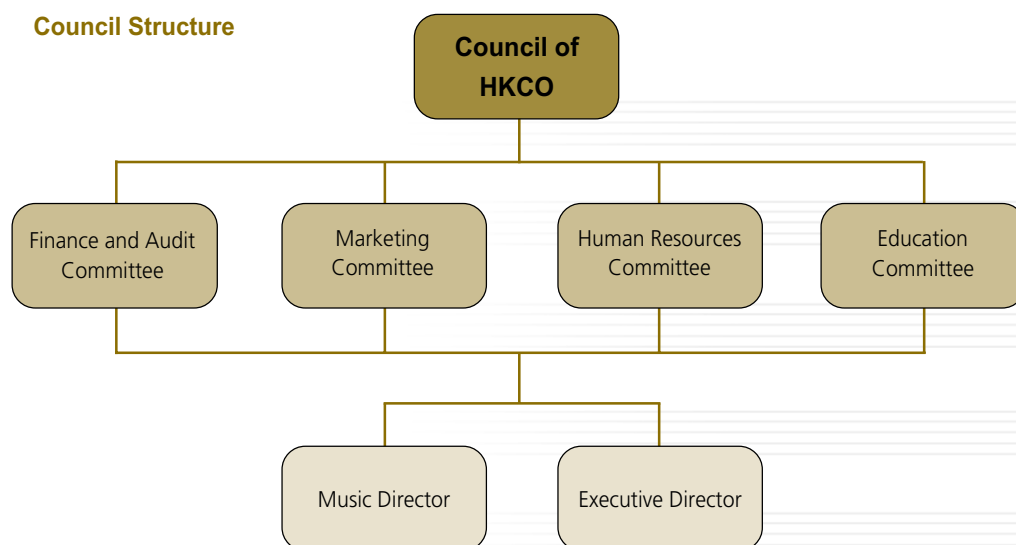 Council Structure
Council of
HKCO
Finance and Audit
Committee
Marketing
Committee
Human Resources
Committee
Education
Committee
Music Director
Executive Director